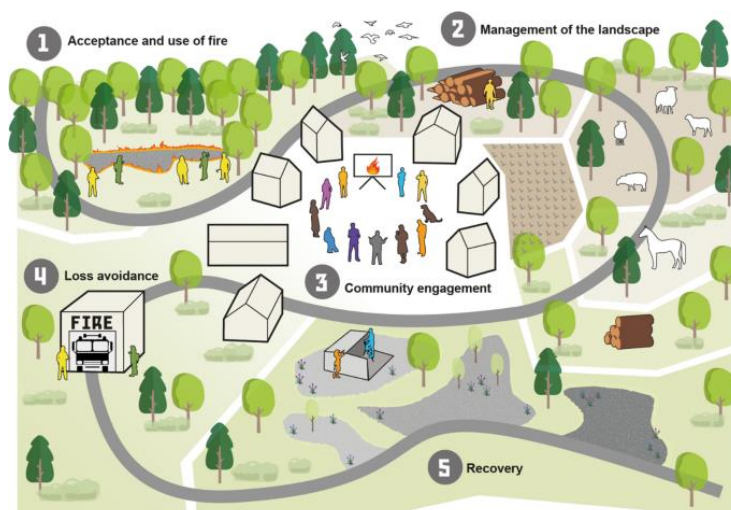 1 Acceptance and use of fire
2 Management of the landscape
3 Community engagement
4 Loss avoidance
FIRE
5 Recovery